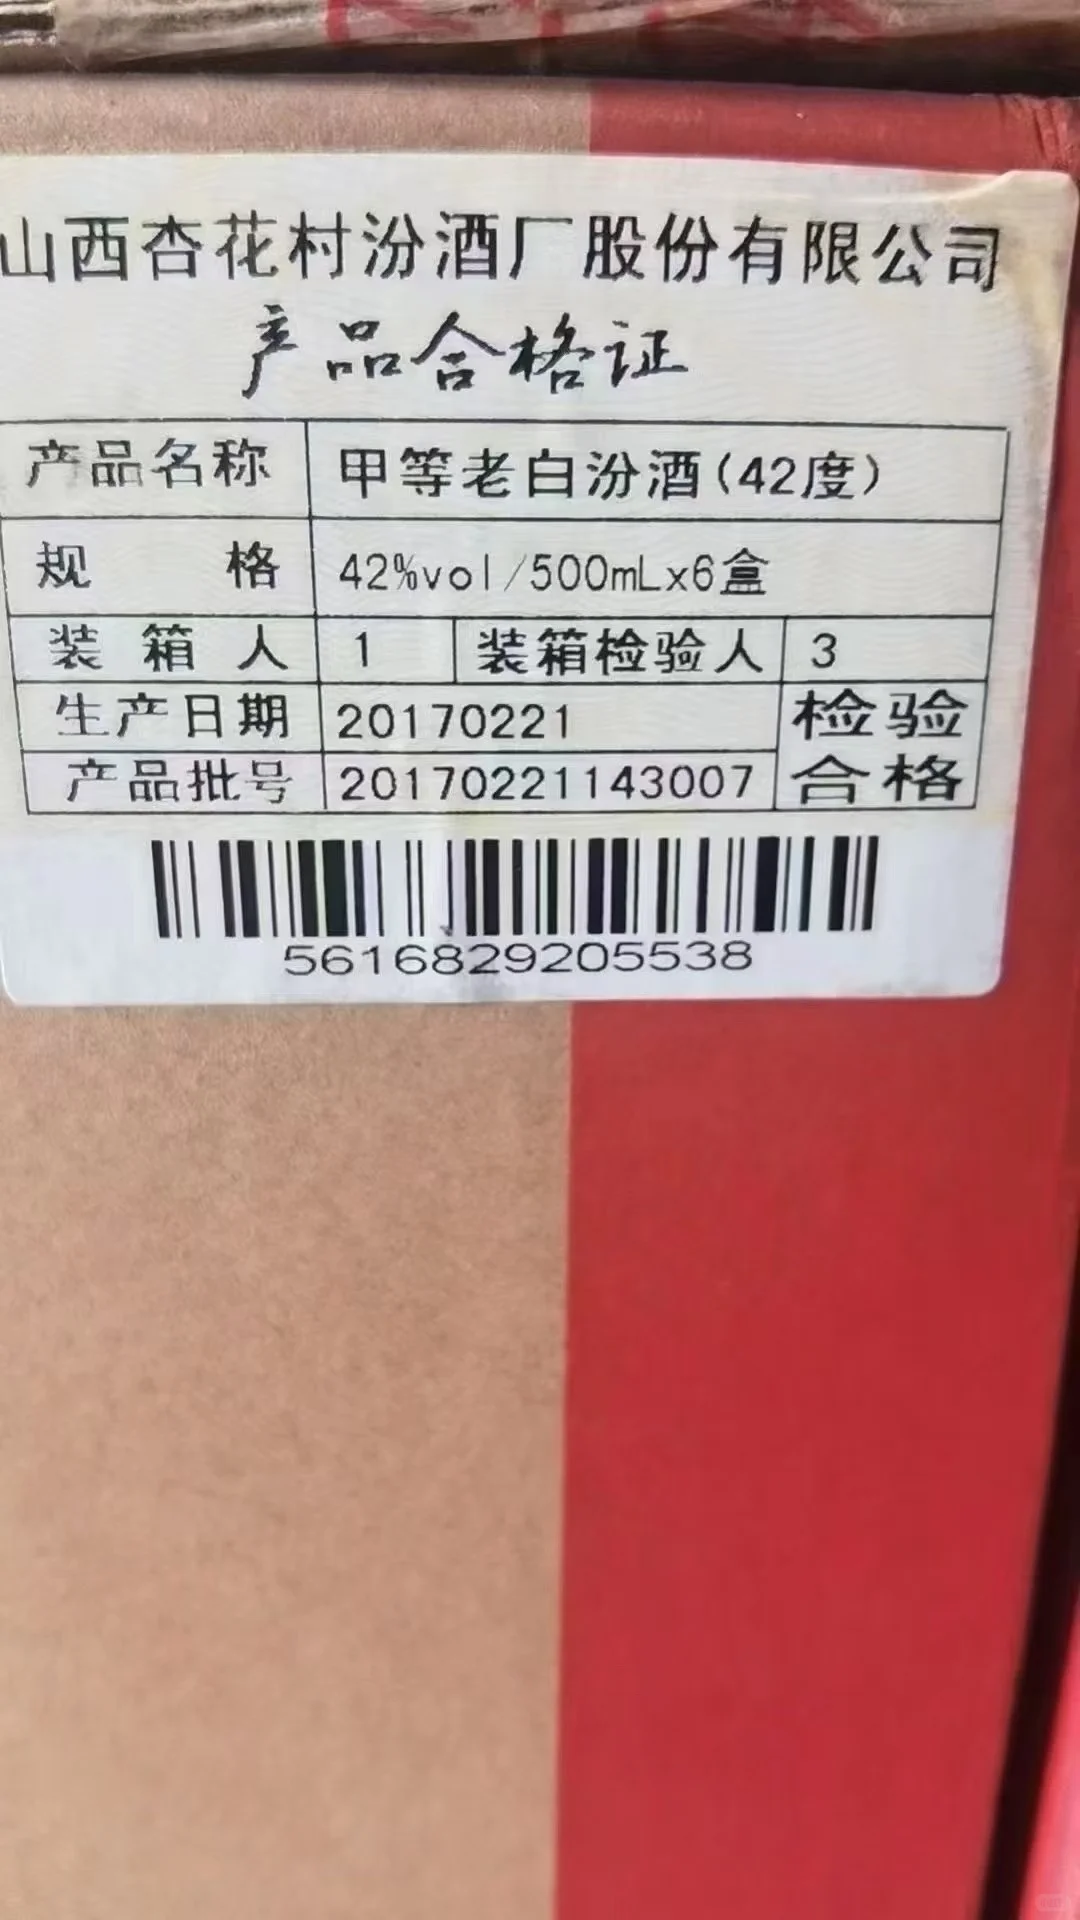 山西杏花村汾酒厂股份有限公司
产品合格证
产品名称 甲等老白汾酒(42度)
规格 42%vol/500mLx6盒
装箱人 1 装箱检验人 3
生产日期 20170221 检验
产品批号 20170221143007 合格
5616829205538